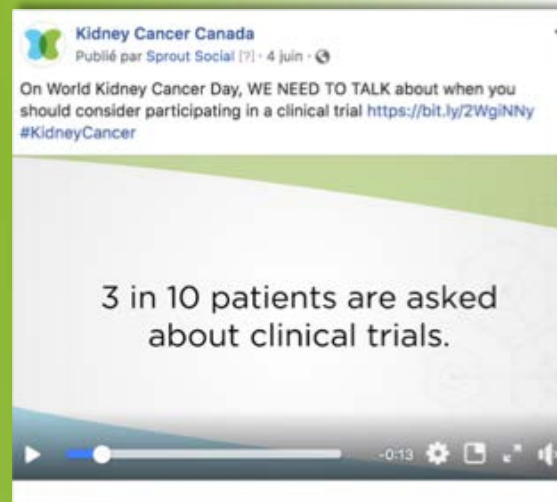 Kidney Cancer Canada
Publié par Sprout Social [?] · 4 juin ·
On World Kidney Cancer Day, WE NEED TO TALK about when you
should consider participating in a clinical trial https://bit.ly/2WgiNNy
#KidneyCancer
3 in 10 patients are asked
about clinical trials.
-0:13